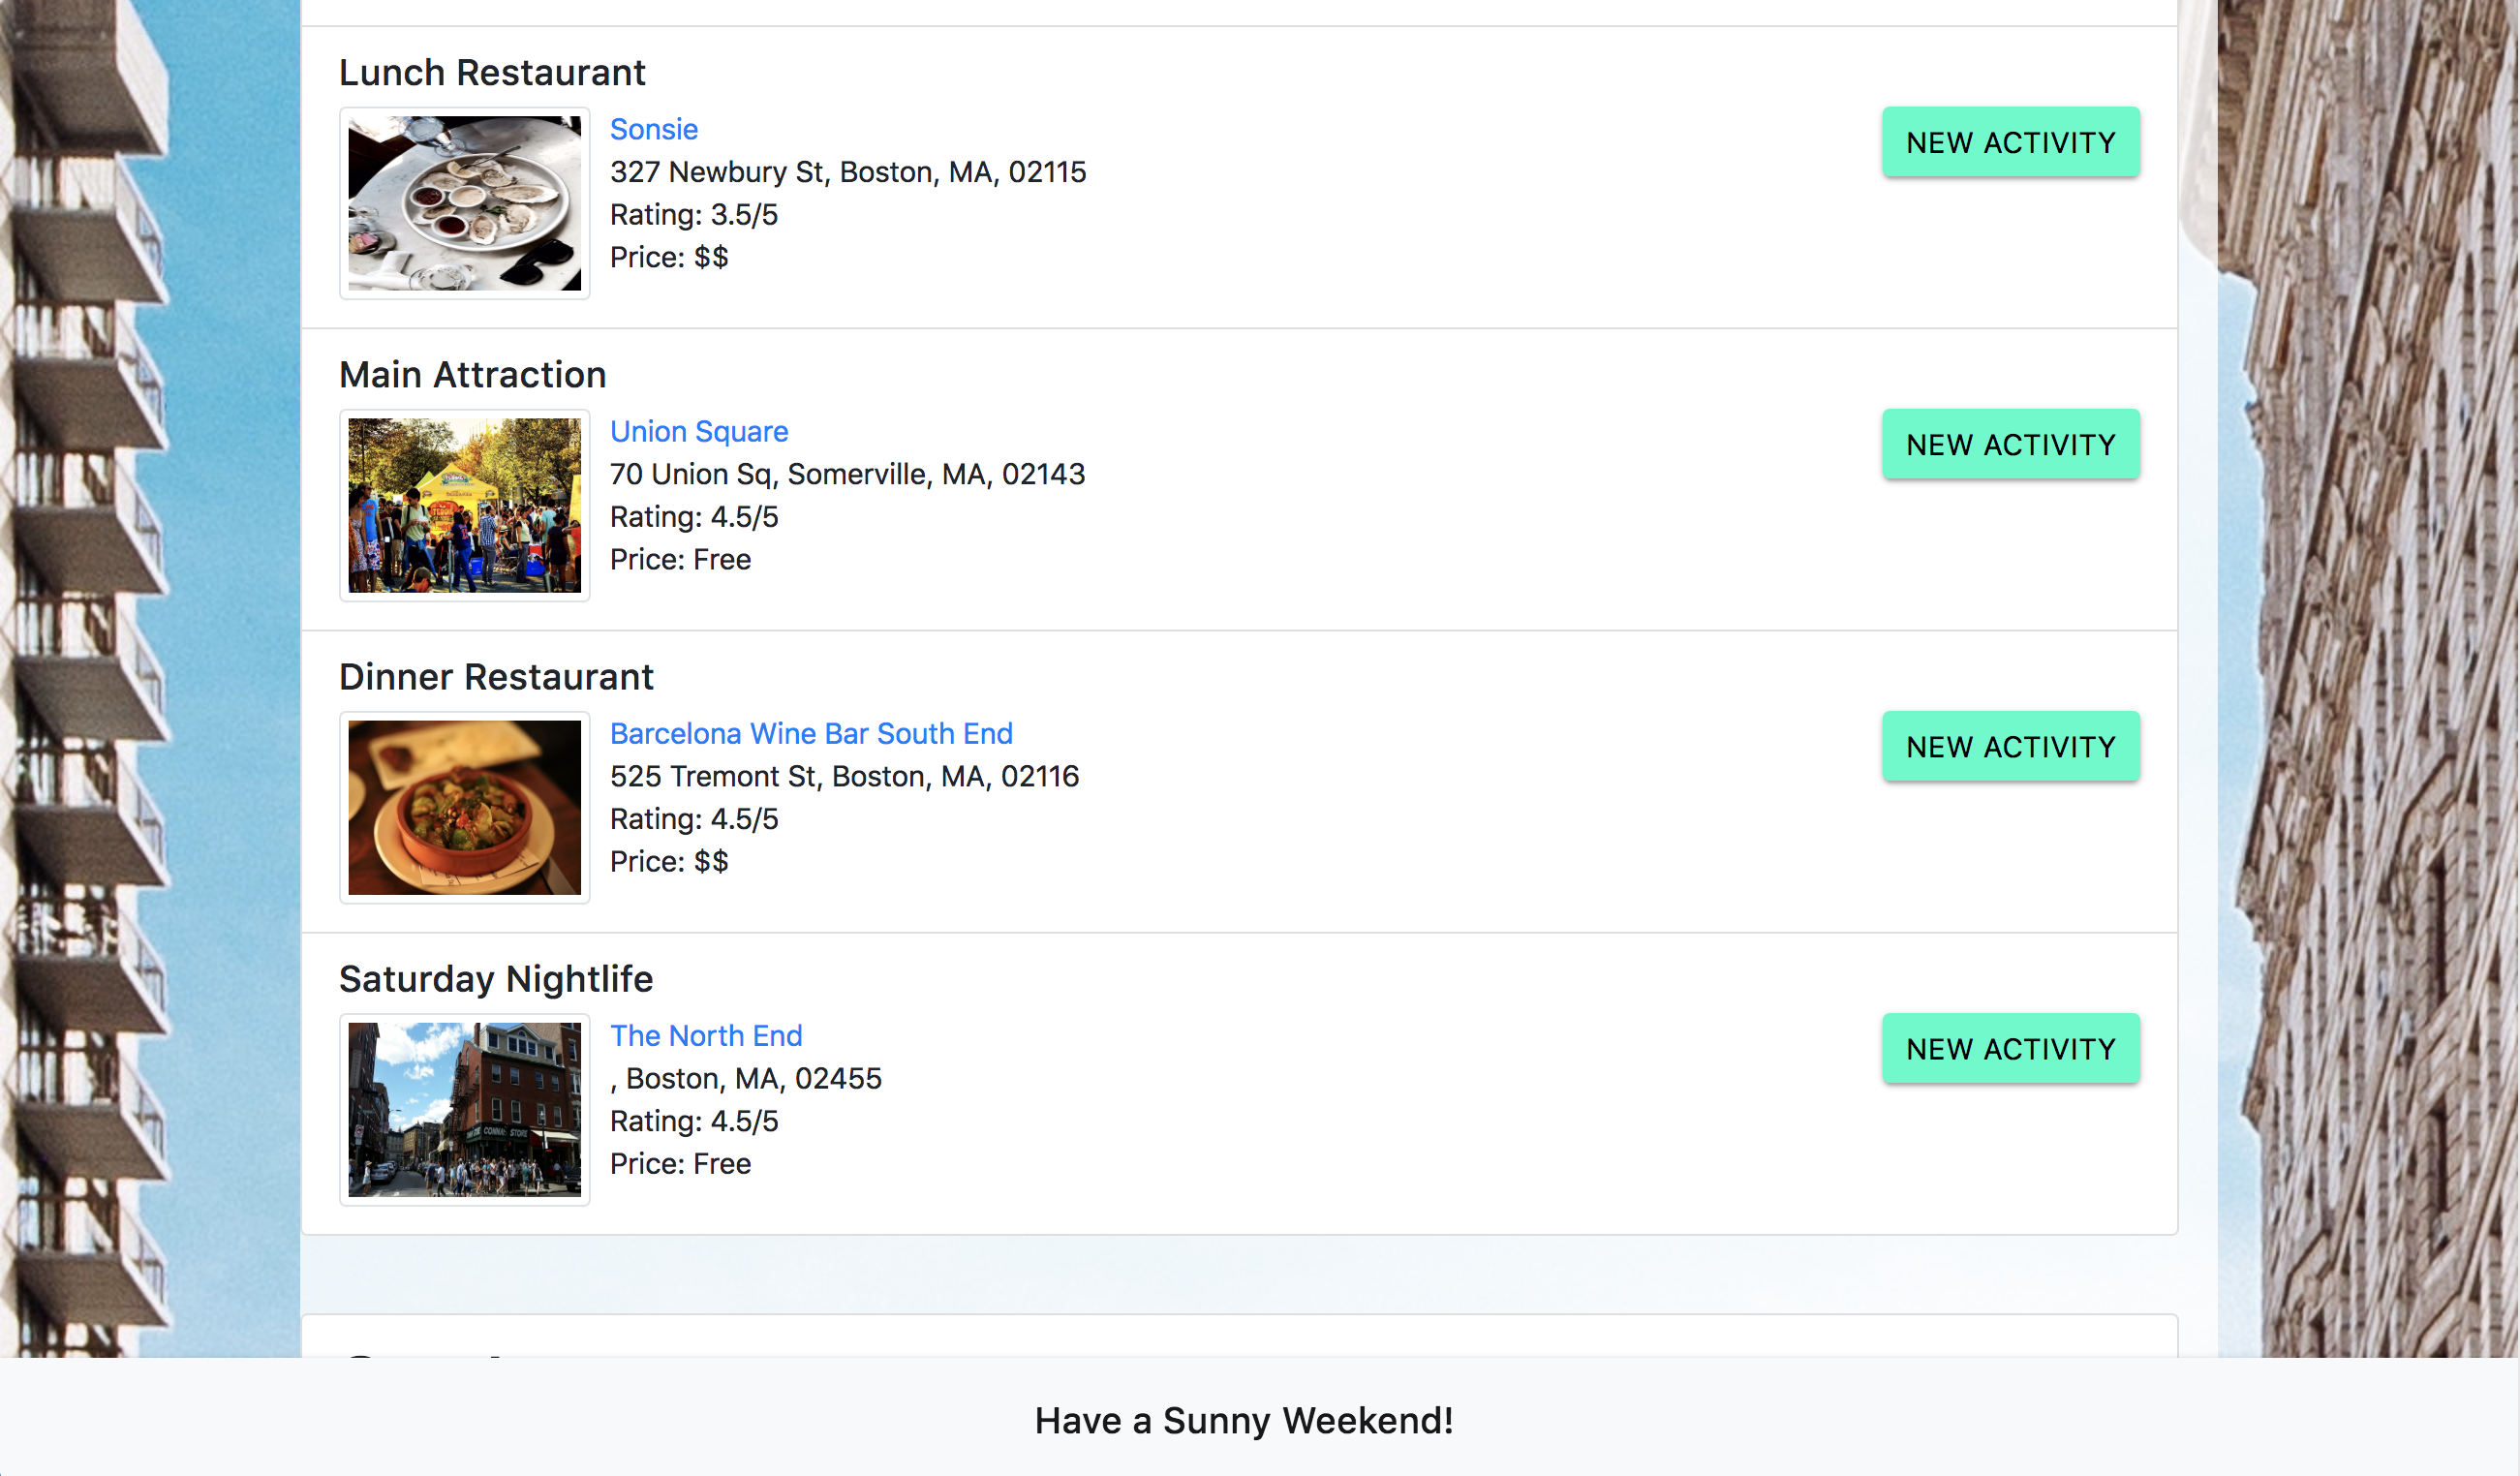 Lunch Restaurant
Sonsie
327 Newbury St, Boston, MA, 02115
Rating: 3.5/5
Price: $$
NEW ACTIVITY
Main Attraction
Union Square
70 Union Sq, Somerville, MA, 02143
Rating: 4.5/5
Price: Free
NEW ACTIVITY
Dinner Restaurant
Barcelona Wine Bar South End
525 Tremont St, Boston, MA, 02116
Rating: 4.5/5
Price: $$
NEW ACTIVITY
Saturday Nightlife
The North End
, Boston, MA, 02455
Rating: 4.5/5
Price: Free
NEW ACTIVITY
Have a Sunny Weekend!